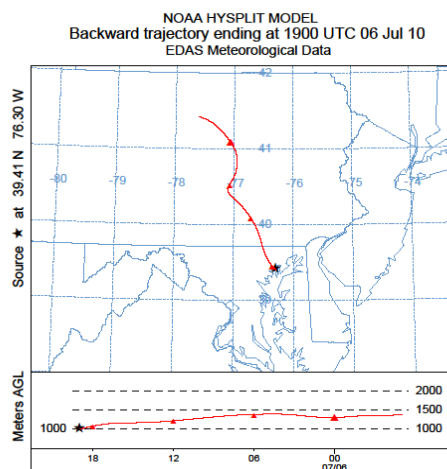 NOAA HYSPLIT MODEL
Backward trajectory ending at 1900 UTC 06 Jul 10
EDAS Meteorological Data
Source ★ at 39.41 N 76.30 W
42
41
-80 -79 -78 -77 -76 -75 -74
40
39
Meters AGL
2000
1500
1000 1000
18 12 06 00
07/06